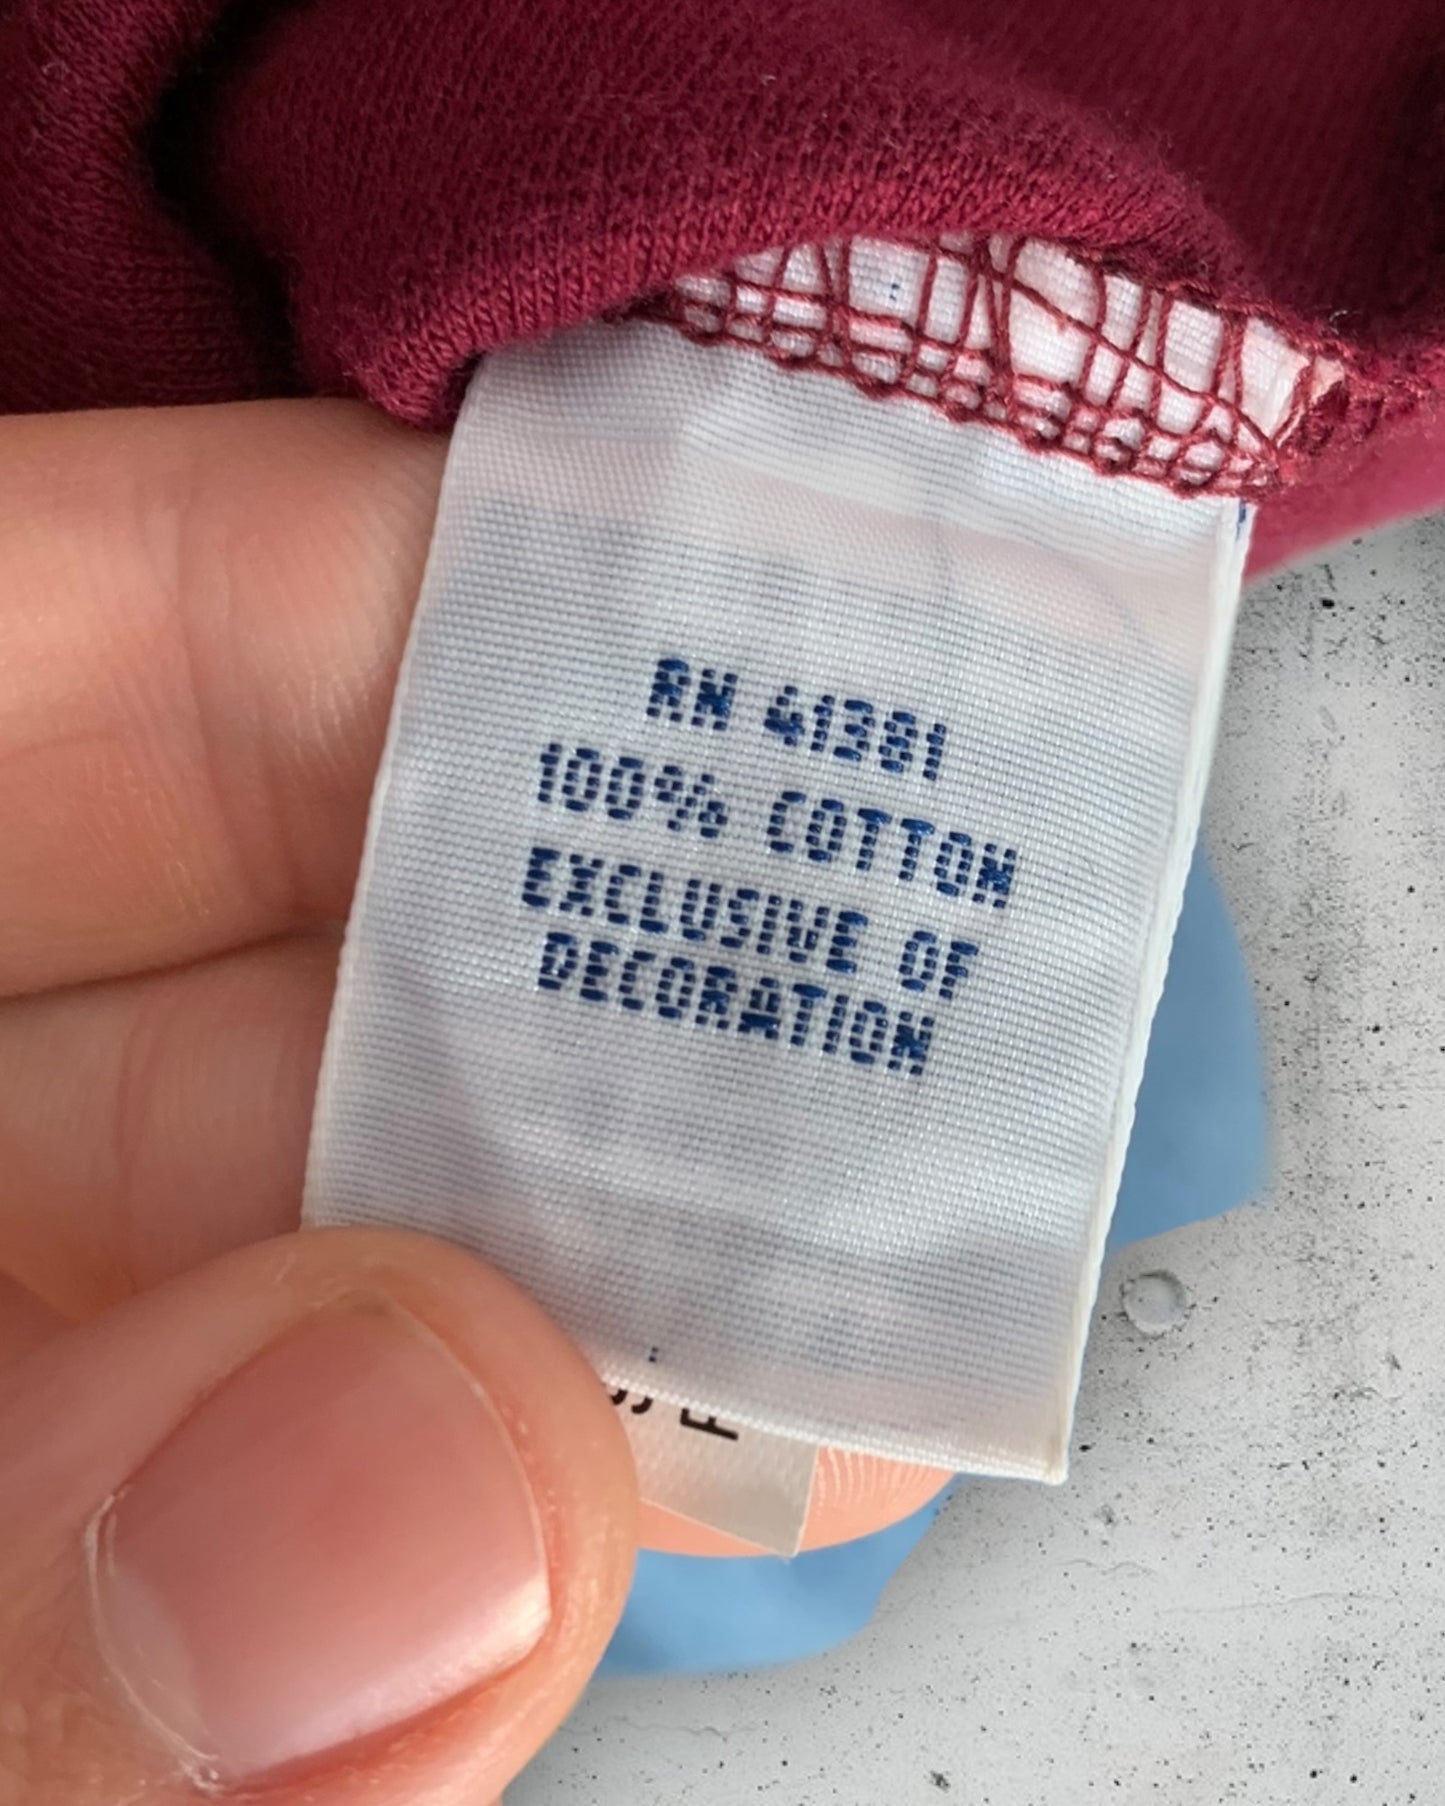 RN 41381
100% COTTON
EXCLUSIVE OF
DECORATION